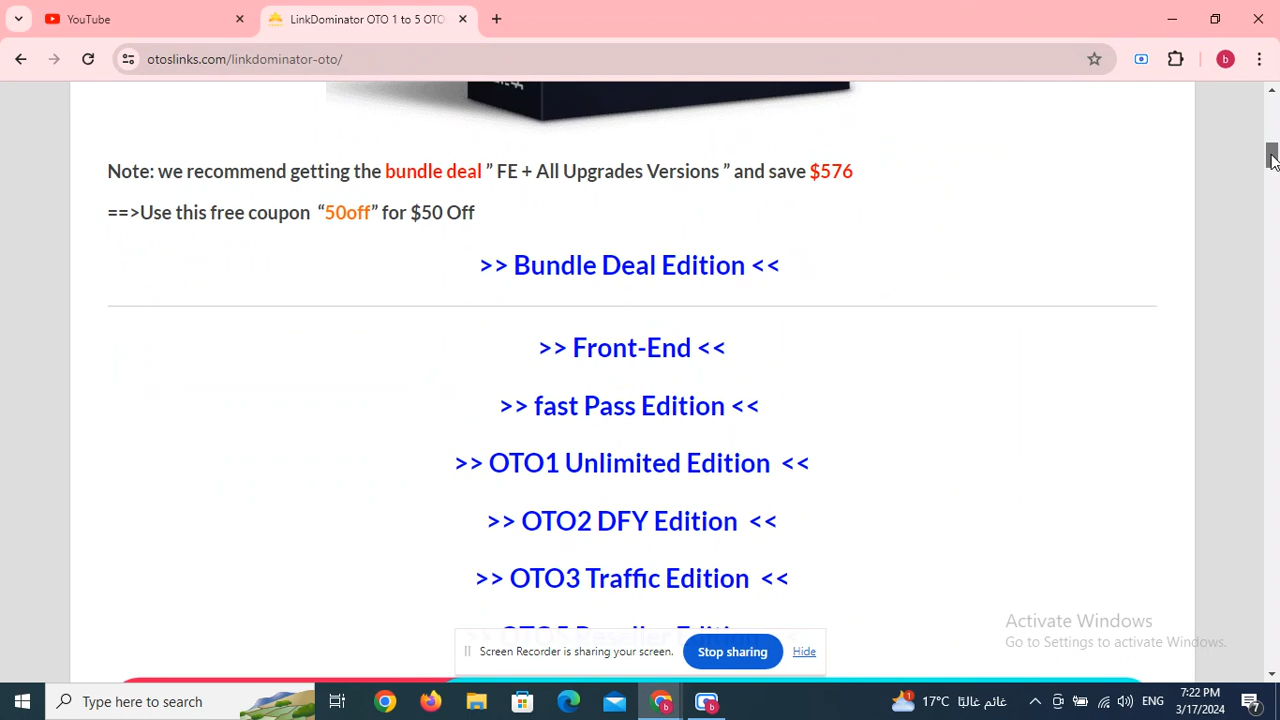 YouTube
LinkDominator OTO 1 to 5 OTO
otoslinks.com/linkdominator-oto/
b
Note: we recommend getting the bundle deal ” FE + All Upgrades Versions ” and save $576
==>Use this free coupon “50off” for $50 Off
>> Bundle Deal Edition <<
>> Front-End <<
>> fast Pass Edition <<
>> OTO1 Unlimited Edition <<
>> OTO2 DFY Edition <<
>> OTO3 Traffic Edition <<
>> OTO5 Reseller Edition <<
Activate Windows
Go to Settings to activate Windows.
Screen Recorder is sharing your screen.
Stop sharing
Hide
Type here to search
17°C غائم غالبًا
ENG
7:22 PM
3/17/2024
7